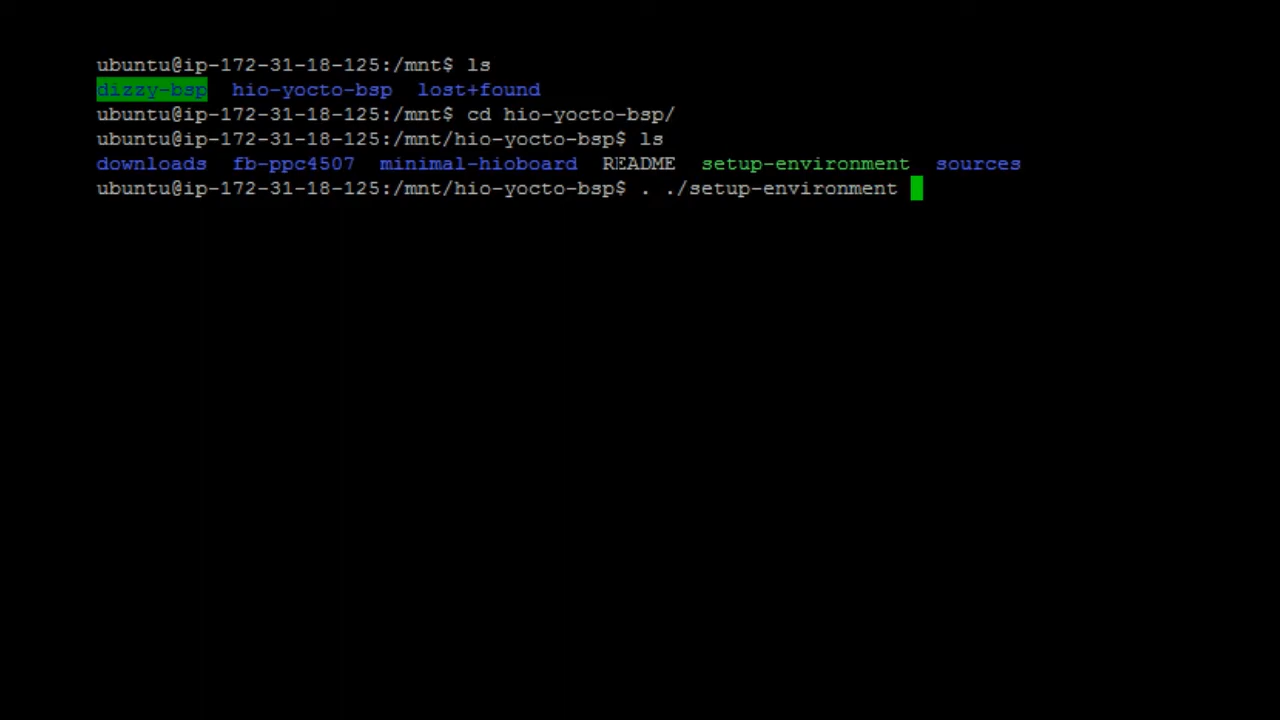 ubuntu@ip-172-31-18-125:/mnt$ ls
dizzy-bsp  hio-yocto-bsp  lost+found
ubuntu@ip-172-31-18-125:/mnt$ cd hio-yocto-bsp/
ubuntu@ip-172-31-18-125:/mnt/hio-yocto-bsp$ ls
downloads  fb-ppc4507  minimal-hioboard  README  setup-environment  sources
ubuntu@ip-172-31-18-125:/mnt/hio-yocto-bsp$ . ./setup-environment